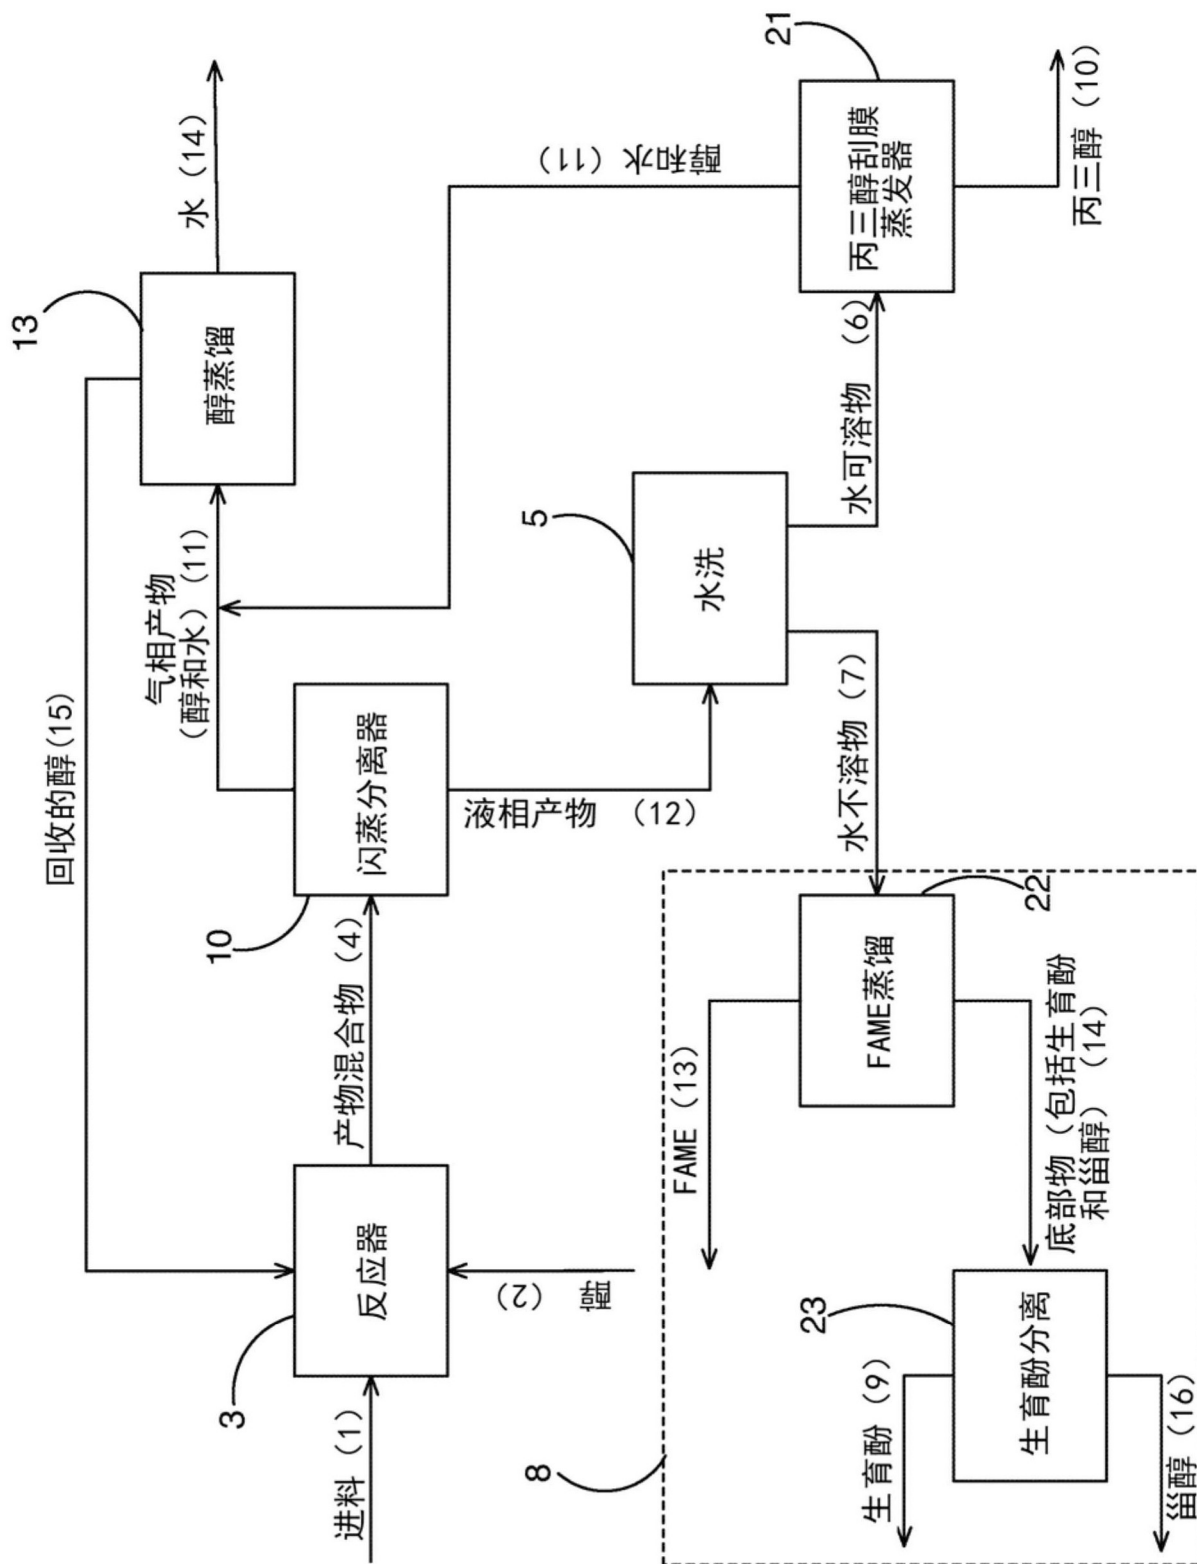 进料 (1)
3
反应器
醇 (2)
回收的醇(15)
产物混合物 (4)
10
闪蒸分离器
气相产物
(醇和水) (11)
13
醇蒸馏
水 (14)
液相产物 (12)
5
水洗
醇和水 (11)
水可溶物 (6)
21
丙三醇刮膜
蒸发器
丙三醇 (10)
水不溶物 (7)
8
22
FAME蒸馏
FAME (13)
底部物 (包括生育酚
和甾醇) (14)
23
生育酚分离
生育酚 (9)
甾醇 (16)